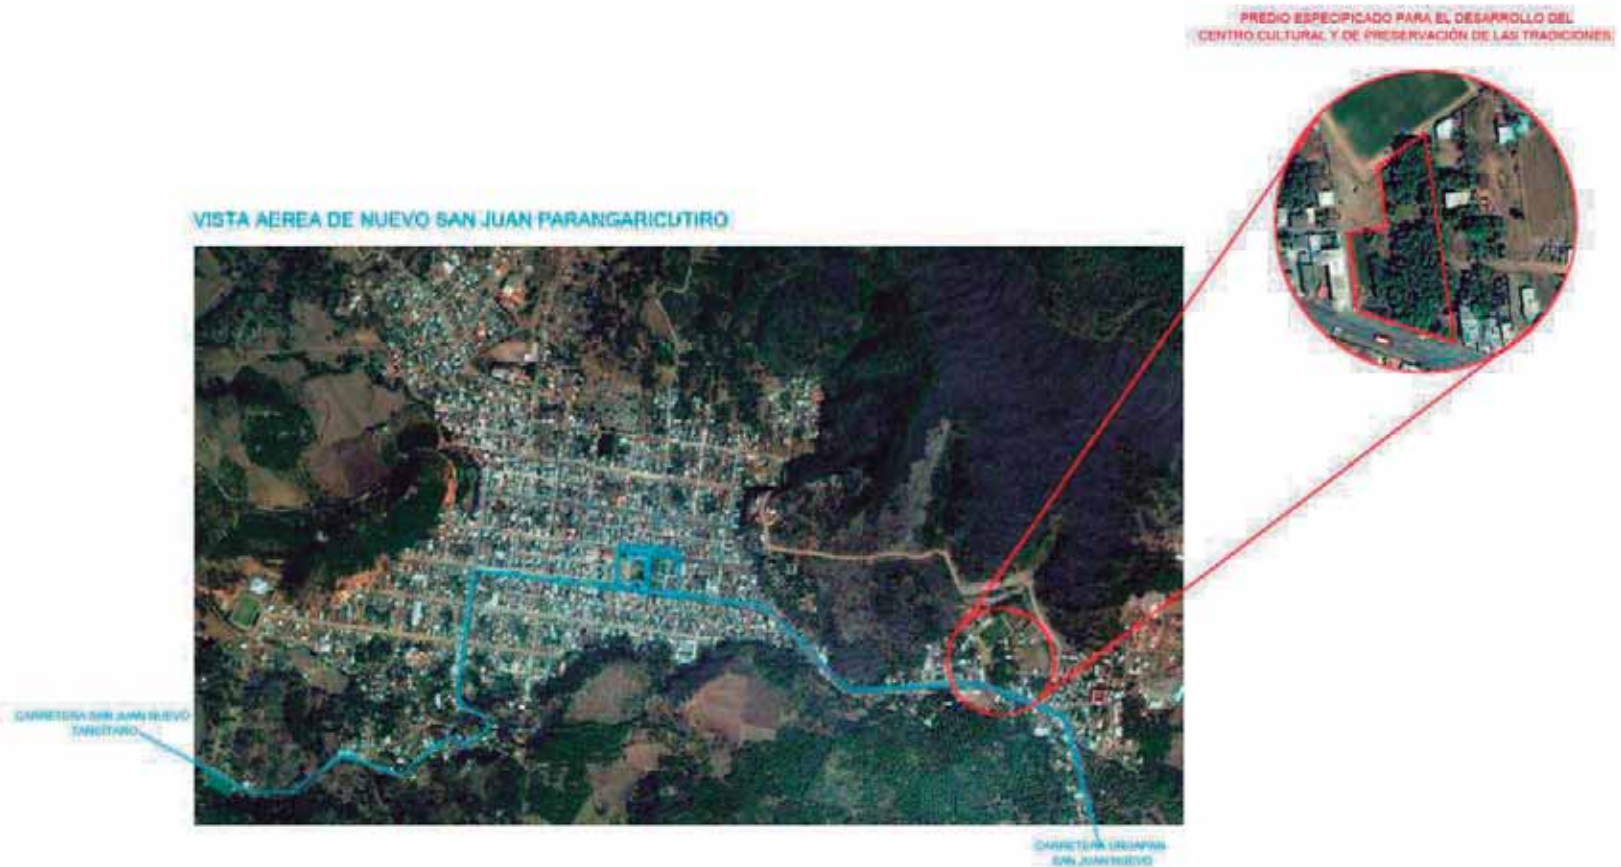 PREDIO ESPECIFICADO PARA EL DESARROLLO DEL
CENTRO CULTURAL Y DE PRESERVACIÓN DE LAS TRADICIONES
VISTA AEREA DE NUEVO SAN JUAN PARANGARICUTIRO
CARRETERA SAN JUAN NUEVO
TANCÍTARO
CARRETERA URUAPAN
SAN JUAN NUEVO